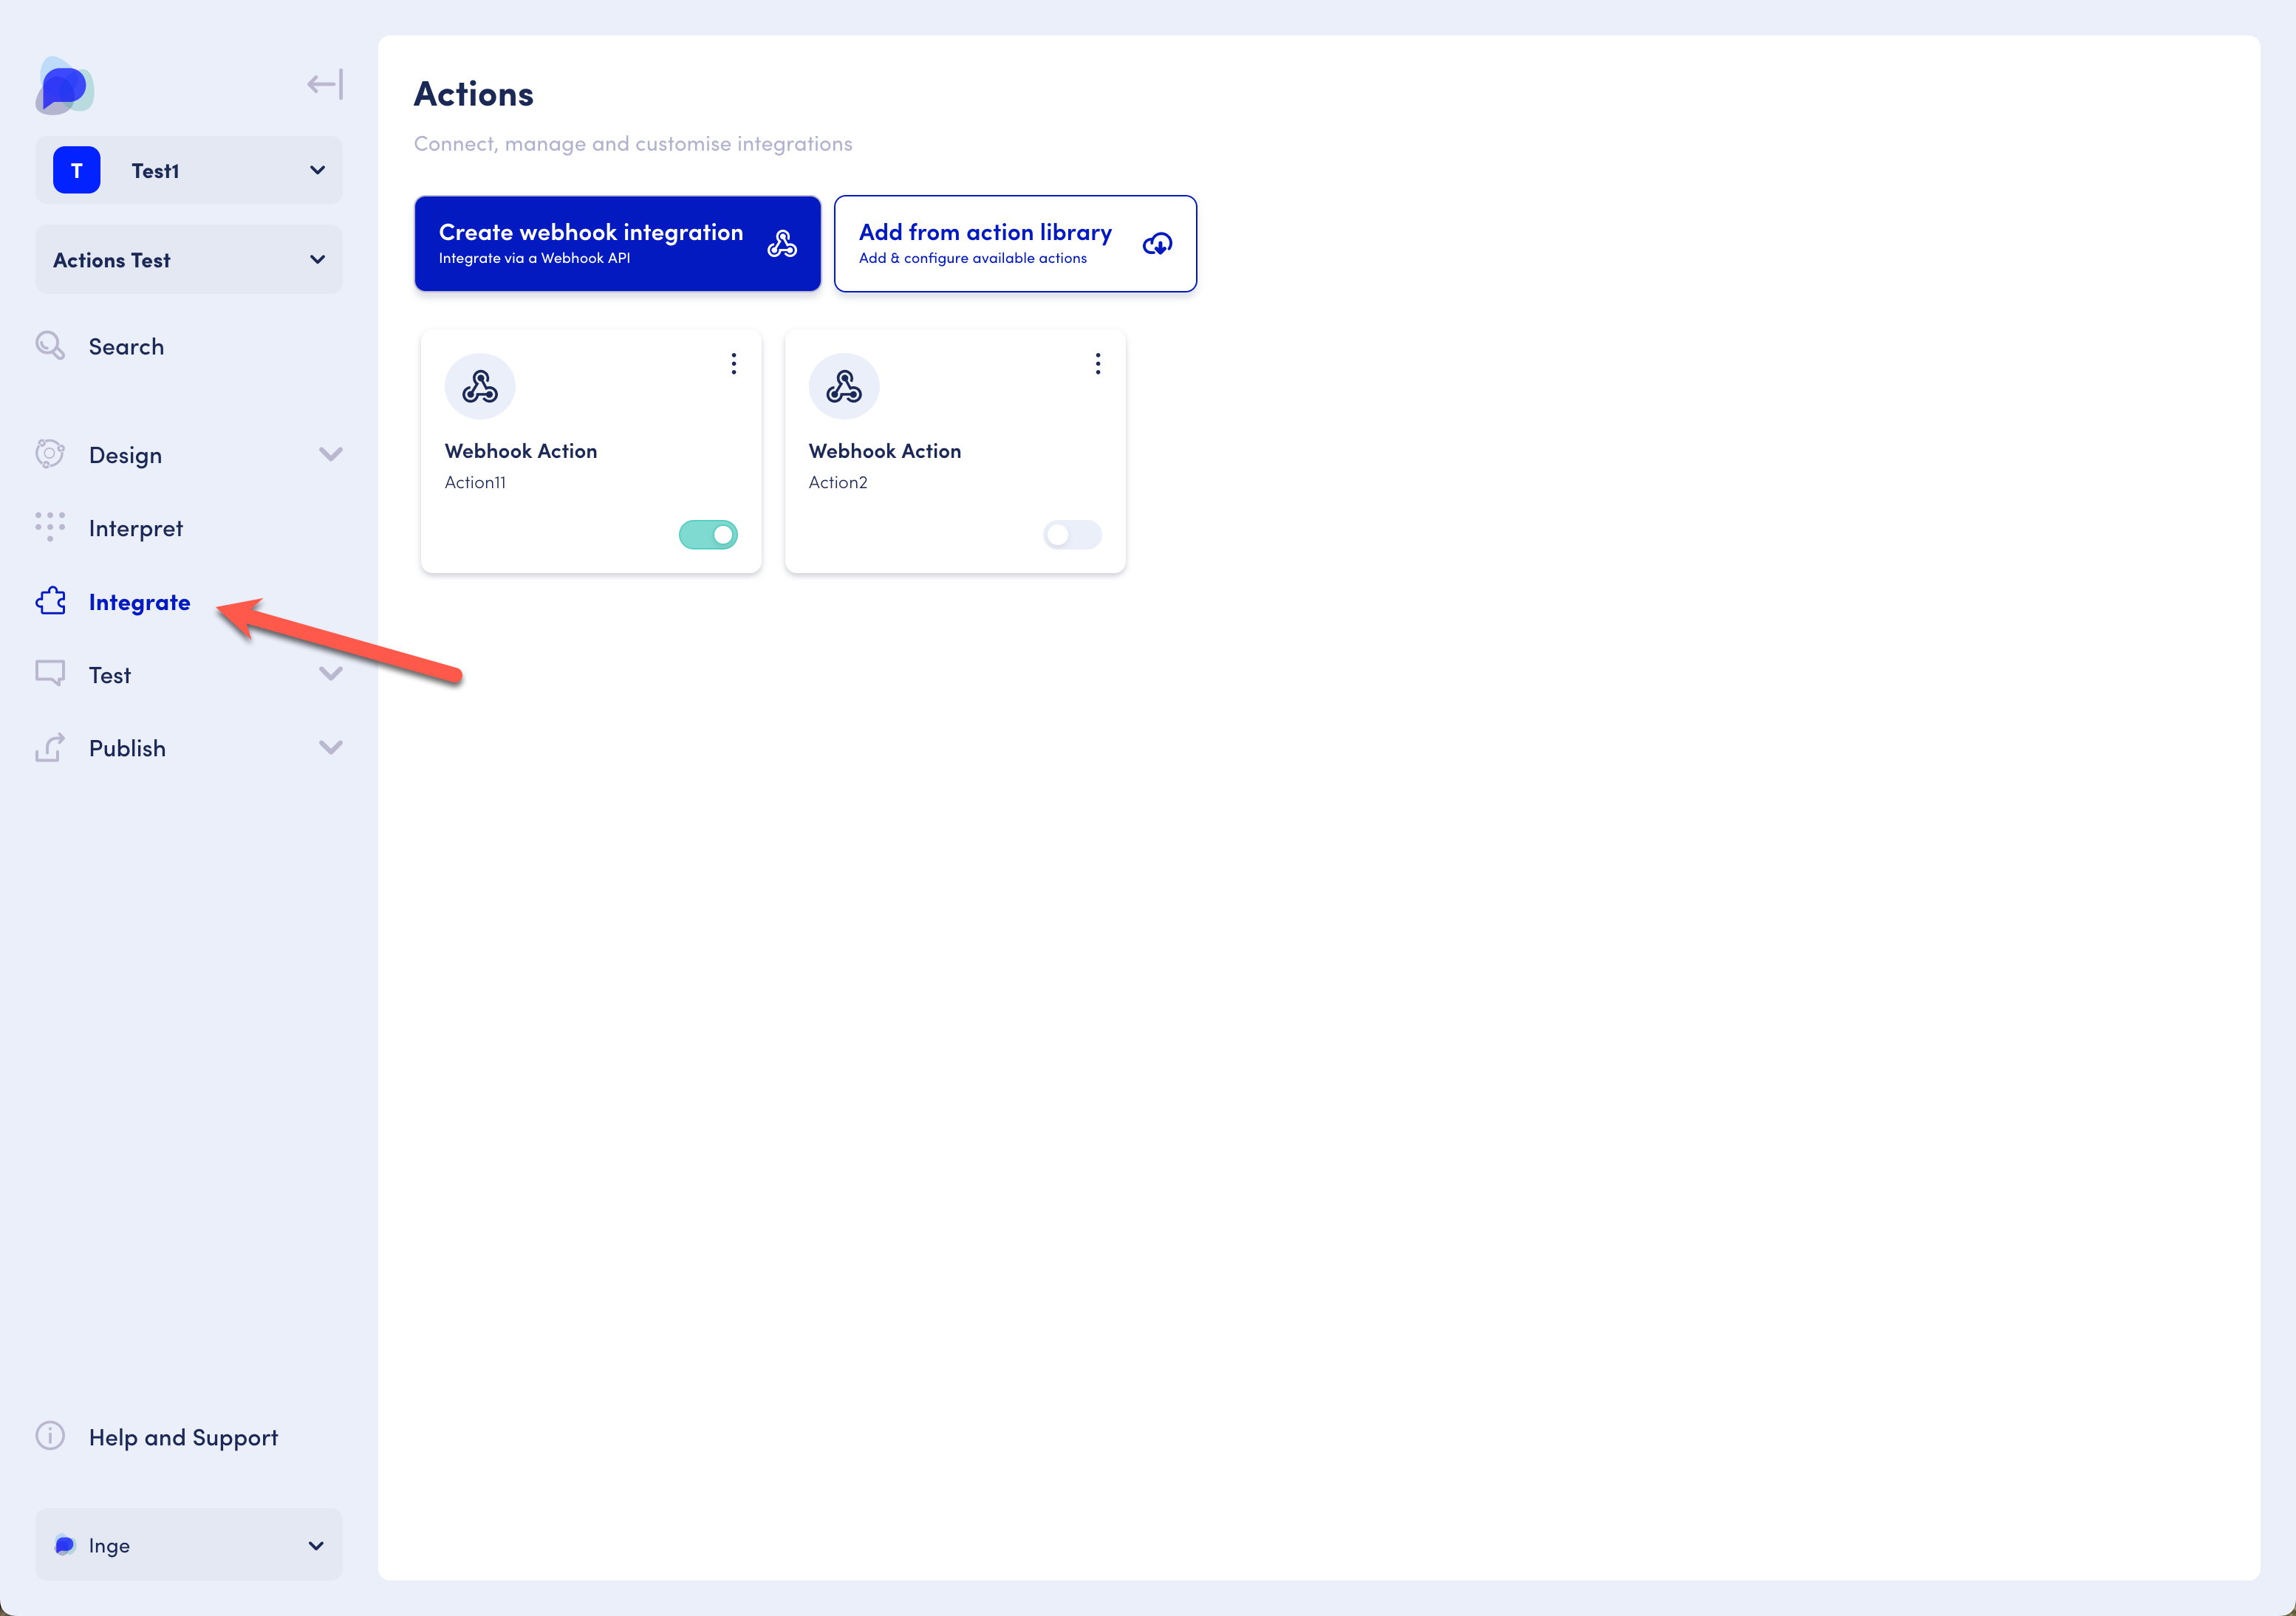 T
Test1
Actions Test
Search
Design
Interpret
Integrate
Test
Publish
Help and Support
Inge
Actions
Connect, manage and customise integrations
Create webhook integration
Integrate via a Webhook API
Add from action library
Add & configure available actions
Webhook Action
Action11
Webhook Action
Action2